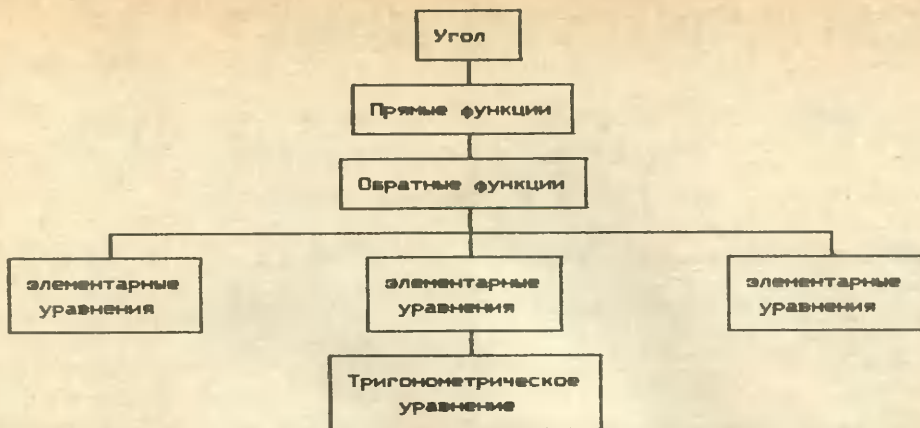 Угол
Прямые функции
Обратные функции
элементарные
уравнения
элементарные
уравнения
элементарные
уравнения
Тригонометрическое
уравнение